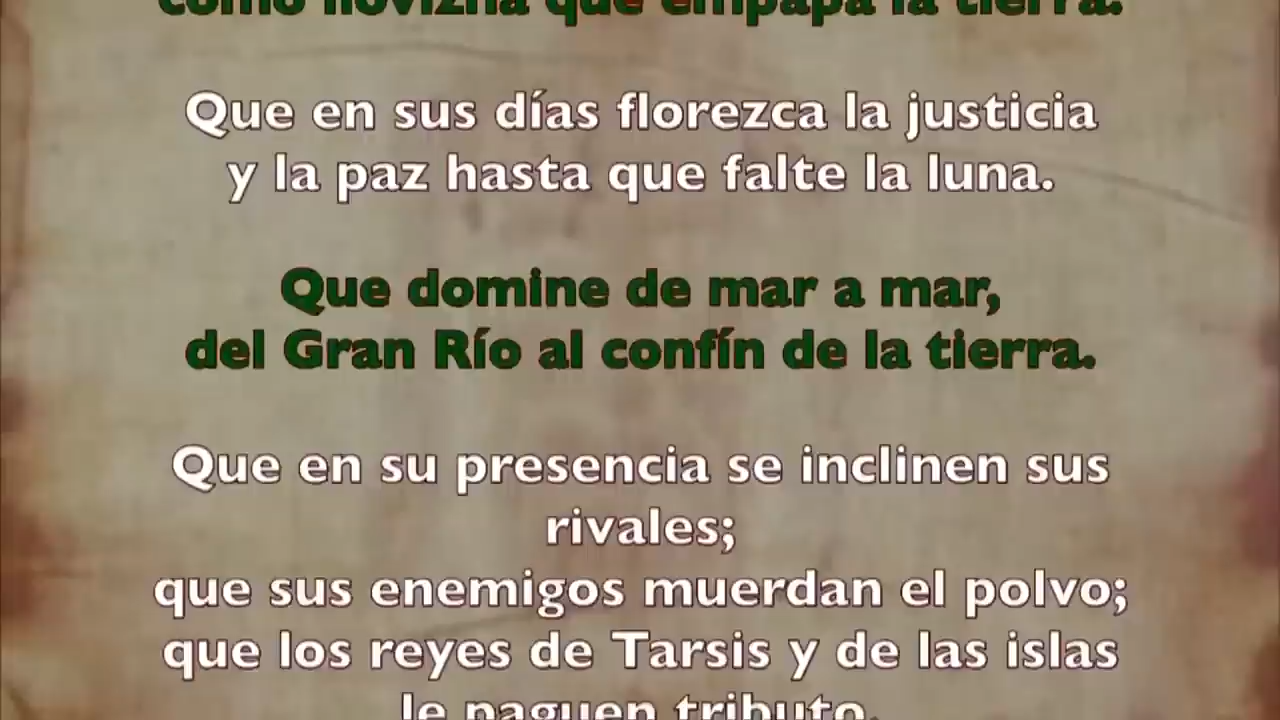 como llovizna que empapa la tierra.
Que en sus días florezca la justicia
y la paz hasta que falte la luna.
Que domine de mar a mar,
del Gran Río al confín de la tierra.
Que en su presencia se inclinen sus
rivales;
que sus enemigos muerdan el polvo;
que los reyes de Tarsis y de las islas
le paguen tributo.